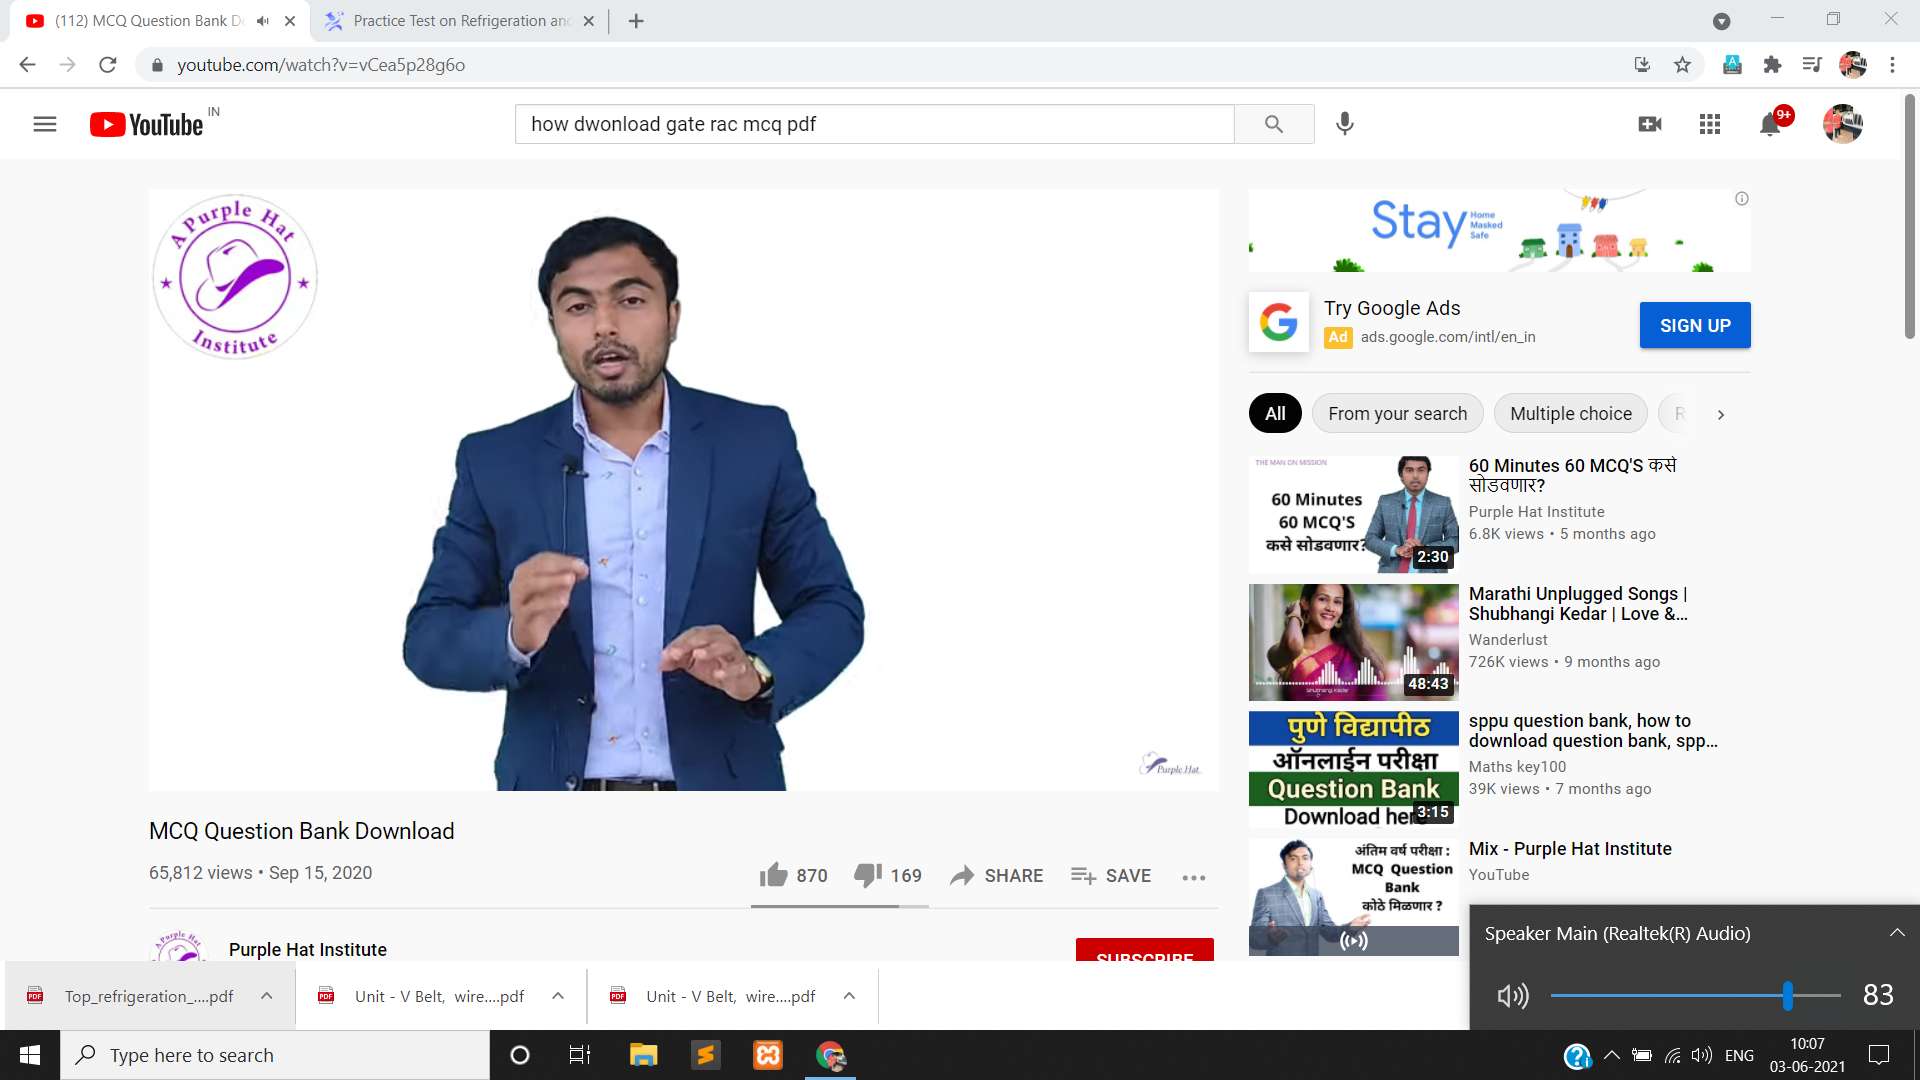 (112) MCQ Question Bank D
Practice Test on Refrigeration and
youtube.com/watch?v=vCea5p28g6o
YouTube IN
how dwonload gate rac mcq pdf
9+
A Purple Hat
Institute
Purple Hat
Stay Home
Masked
Safe
Try Google Ads
Ad ads.google.com/intl/en_in
SIGN UP
All
From your search
Multiple choice
R
THE MAN ON MISSION
60 Minutes
60 MCQ'S
कसे सोडवणार?
2:30
60 Minutes 60 MCQ'S कसे
सोडवणार?
Purple Hat Institute
6.8K views • 5 months ago
Shubhangi Kedar
48:43
Marathi Unplugged Songs |
Shubhangi Kedar | Love &...
Wanderlust
726K views • 9 months ago
पुणे विद्यापीठ
ऑनलाईन परीक्षा
Question Bank
Download here
3:15
sppu question bank, how to
download question bank, spp...
Maths key100
39K views • 7 months ago
अंतिम वर्ष परीक्षा :
MCQ Question
Bank
कोठे मिळणार ?
Mix - Purple Hat Institute
YouTube
MCQ Question Bank Download
65,812 views • Sep 15, 2020
870
169
SHARE
SAVE
Purple Hat Institute
SUBSCRIBE
Speaker Main (Realtek(R) Audio)
83
Top_refrigeration_....pdf
Unit - V Belt, wire....pdf
Unit - V Belt, wire....pdf
Type here to search
ENG
10:07
03-06-2021